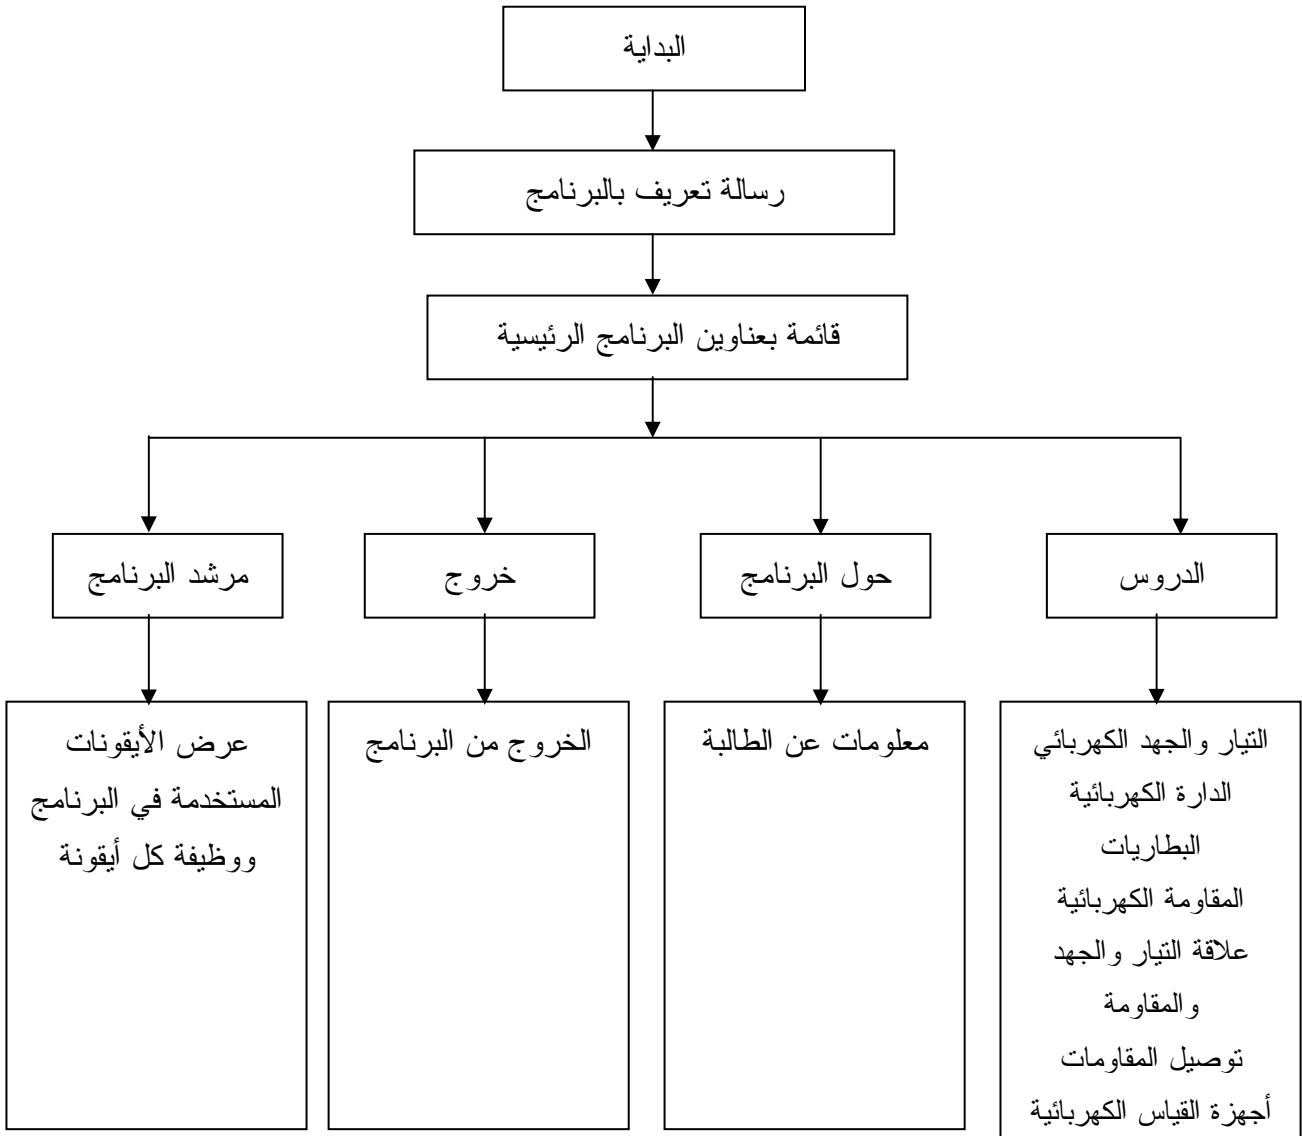 البداية
رسالة تعريف بالبرنامج
قائمة بعناوين البرنامج الرئيسية
الدروس
حول البرنامج
خروج
مرشد البرنامج
التيار والجهد الكهربائي
الدارة الكهربائية
البطاريات
المقاومة الكهربائية
علاقة التيار والجهد
والمقاومة
توصيل المقاومات
أجهزة القياس الكهربائية
معلومات عن الطالبة
الخروج من البرنامج
عرض الأيقونات
المستخدمة في البرنامج
ووظيفة كل أيقونة